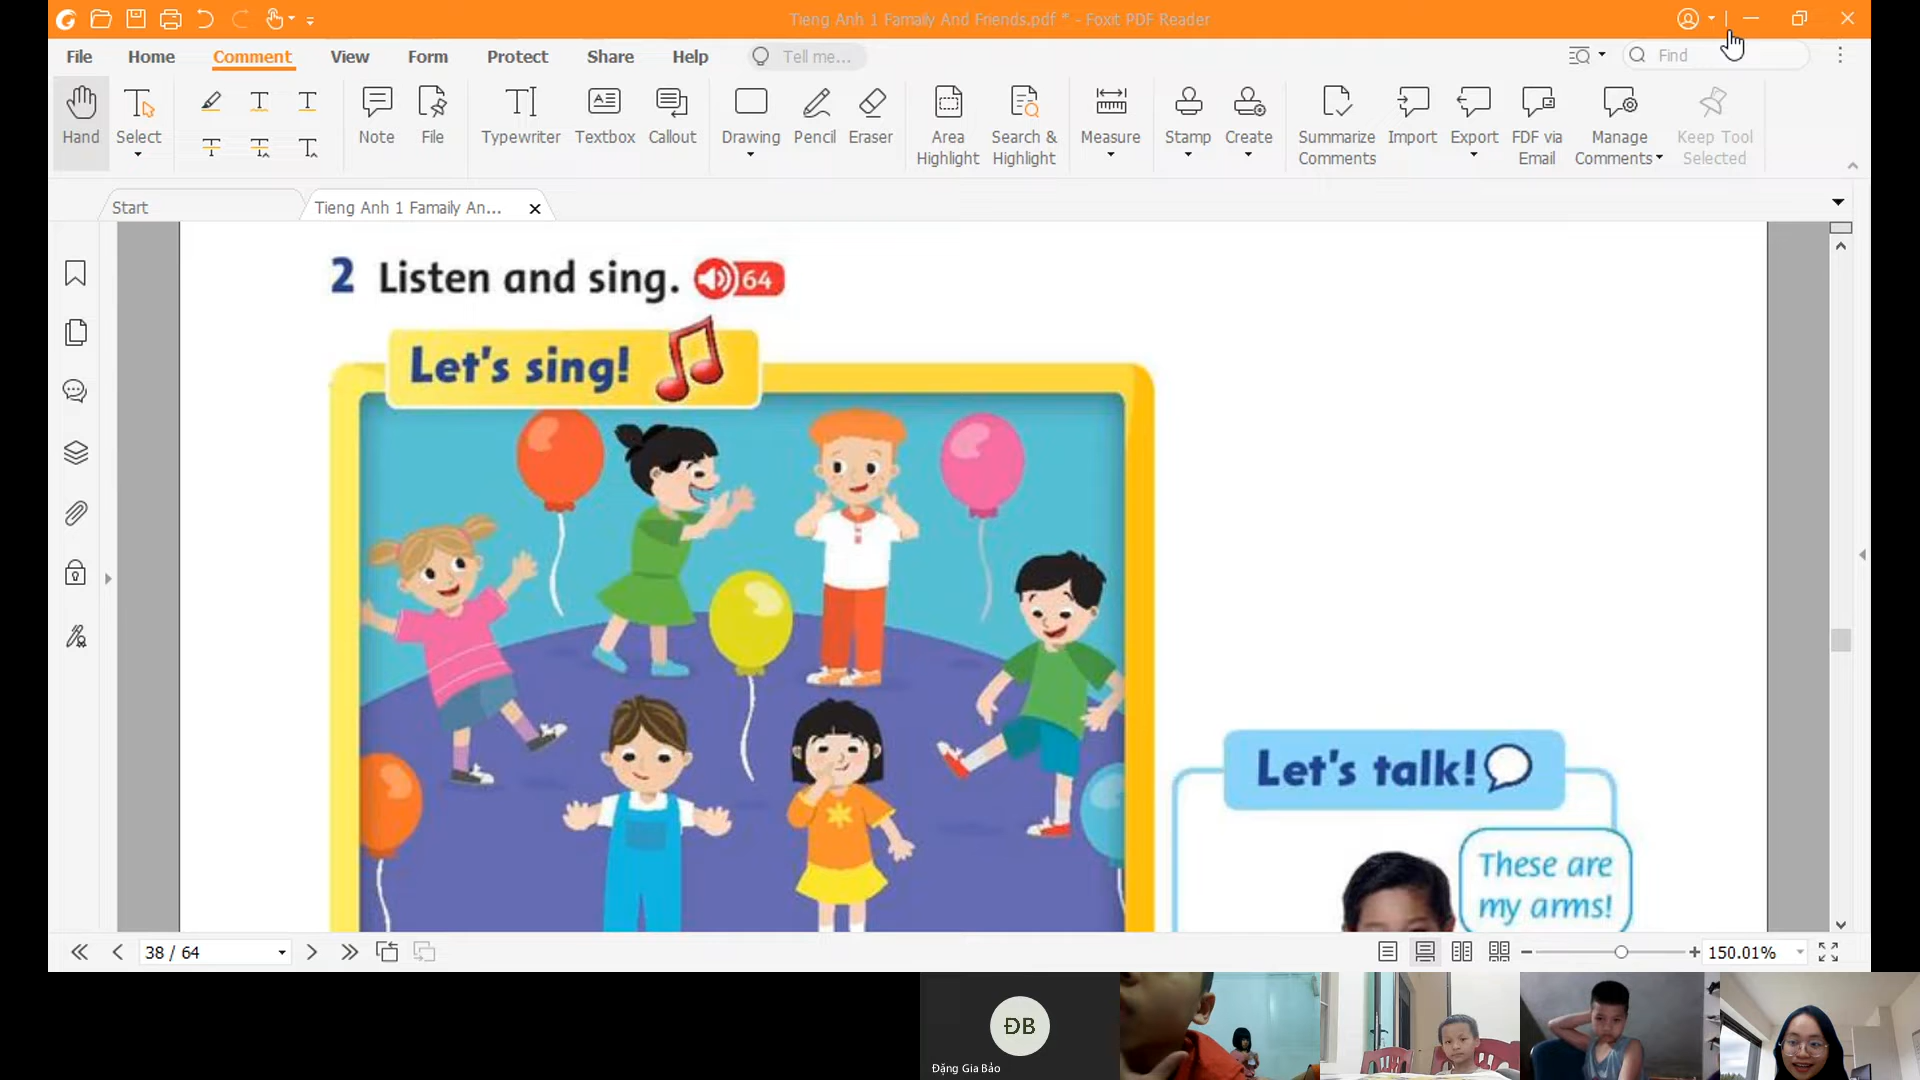 Tieng Anh 1 Famaily And Friends.pdf * - Foxit PDF Reader
File Home Comment View Form Protect Share Help Tell me... Find
Hand Select Note File Typewriter Textbox Callout Drawing Pencil Eraser Area Highlight Search & Highlight Measure Stamp Create Summarize Comments Import Export FDF via Email Manage Comments Keep Tool Selected
Start Tieng Anh 1 Famaily An...
2 Listen and sing. 64
Let's sing!
Let's talk!
These are
my arms!
38 / 64 150.01%
ĐB
Đặng Gia Bảo